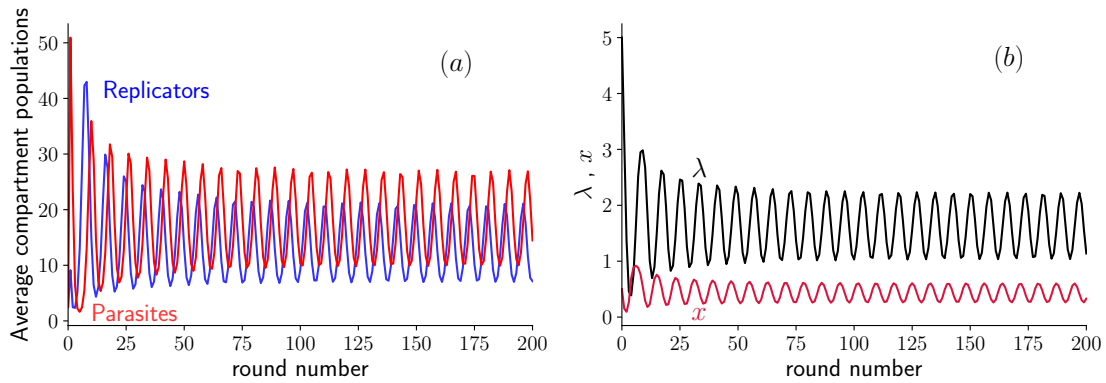 Average compartment populations
50
40
30
20
10
0
(a)
Replicators
Parasites
0 25 50 75 100 125 150 175 200
round number
λ , x
5
4
3
2
1
0
(b)
λ
x
0 25 50 75 100 125 150 175 200
round number